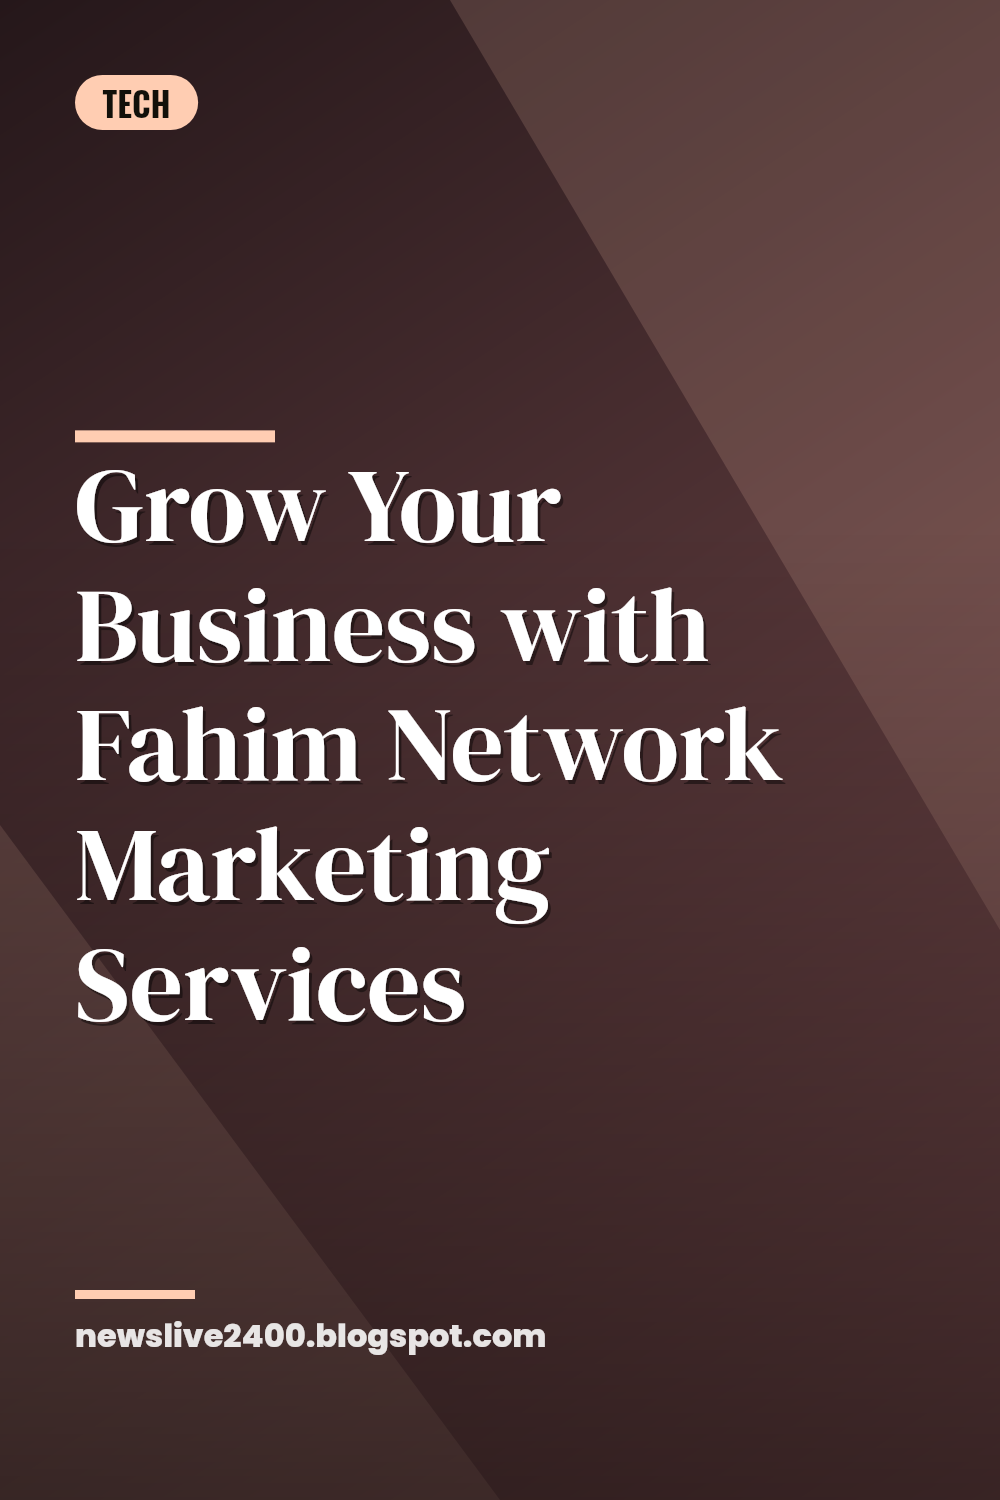 TECH
Grow Your
Business with
Fahim Network
Marketing
Services
newslive2400.blogspot.com